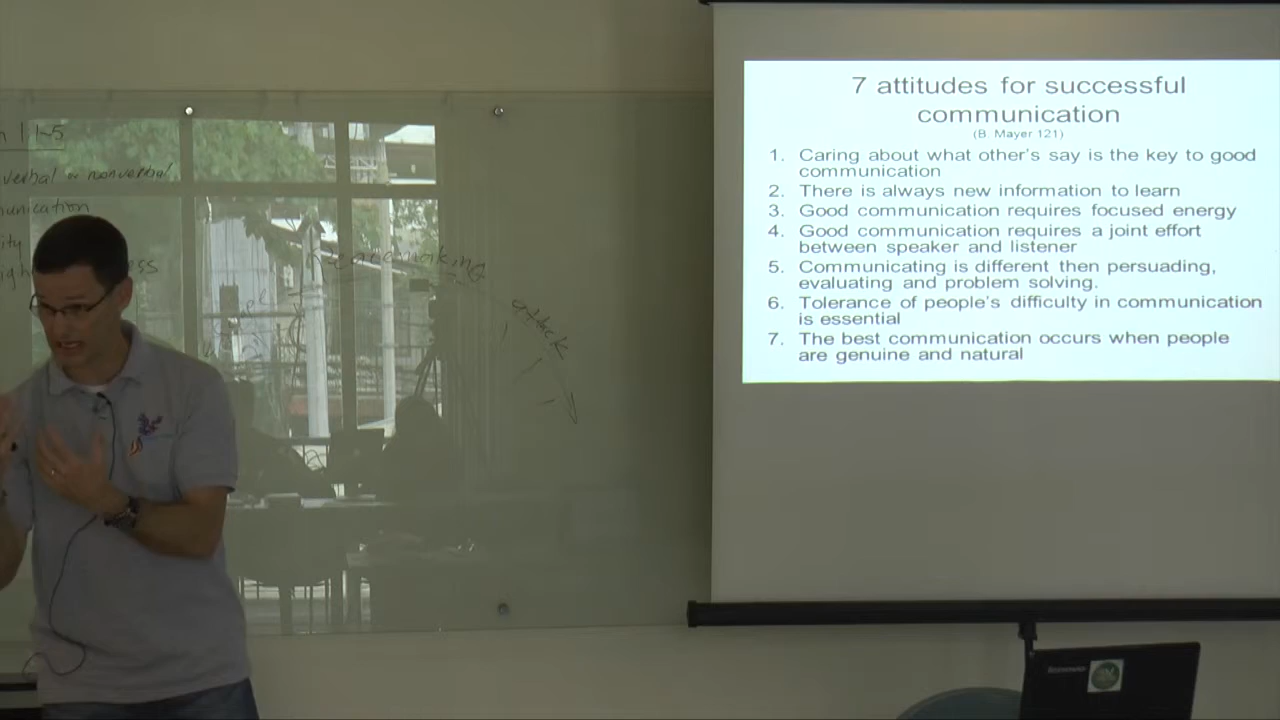 1-5
verbal or nonverbal
attack
7 attitudes for successful
communication
(B. Mayer 121)
1. Caring about what other's say is the key to good
communication
2. There is always new information to learn
3. Good communication requires focused energy
4. Good communication requires a joint effort
between speaker and listener
5. Communicating is different then persuading,
evaluating and problem solving.
6. Tolerance of people's difficulty in communication
is essential
7. The best communication occurs when people
are genuine and natural
lenovo